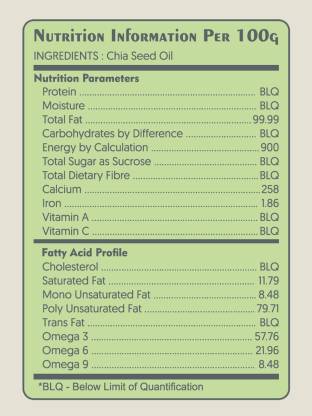 Nutrition Information Per 100g
INGREDIENTS : Chia Seed Oil
Nutrition Parameters
Protein ........ BLQ
Moisture ........ BLQ
Total Fat ........ 99.99
Carbohydrates by Difference ........ BLQ
Energy by Calculation ........ 900
Total Sugar as Sucrose ........ BLQ
Total Dietary Fibre ........ BLQ
Calcium ........ 258
Iron ........ 1.86
Vitamin A ........ BLQ
Vitamin C ........ BLQ
Fatty Acid Profile
Cholesterol ........ BLQ
Saturated Fat ........ 11.79
Mono Unsaturated Fat ........ 8.48
Poly Unsaturated Fat ........ 79.71
Trans Fat ........ BLQ
Omega 3 ........ 57.76
Omega 6 ........ 21.96
Omega 9 ........ 8.48
*BLQ - Below Limit of Quantification